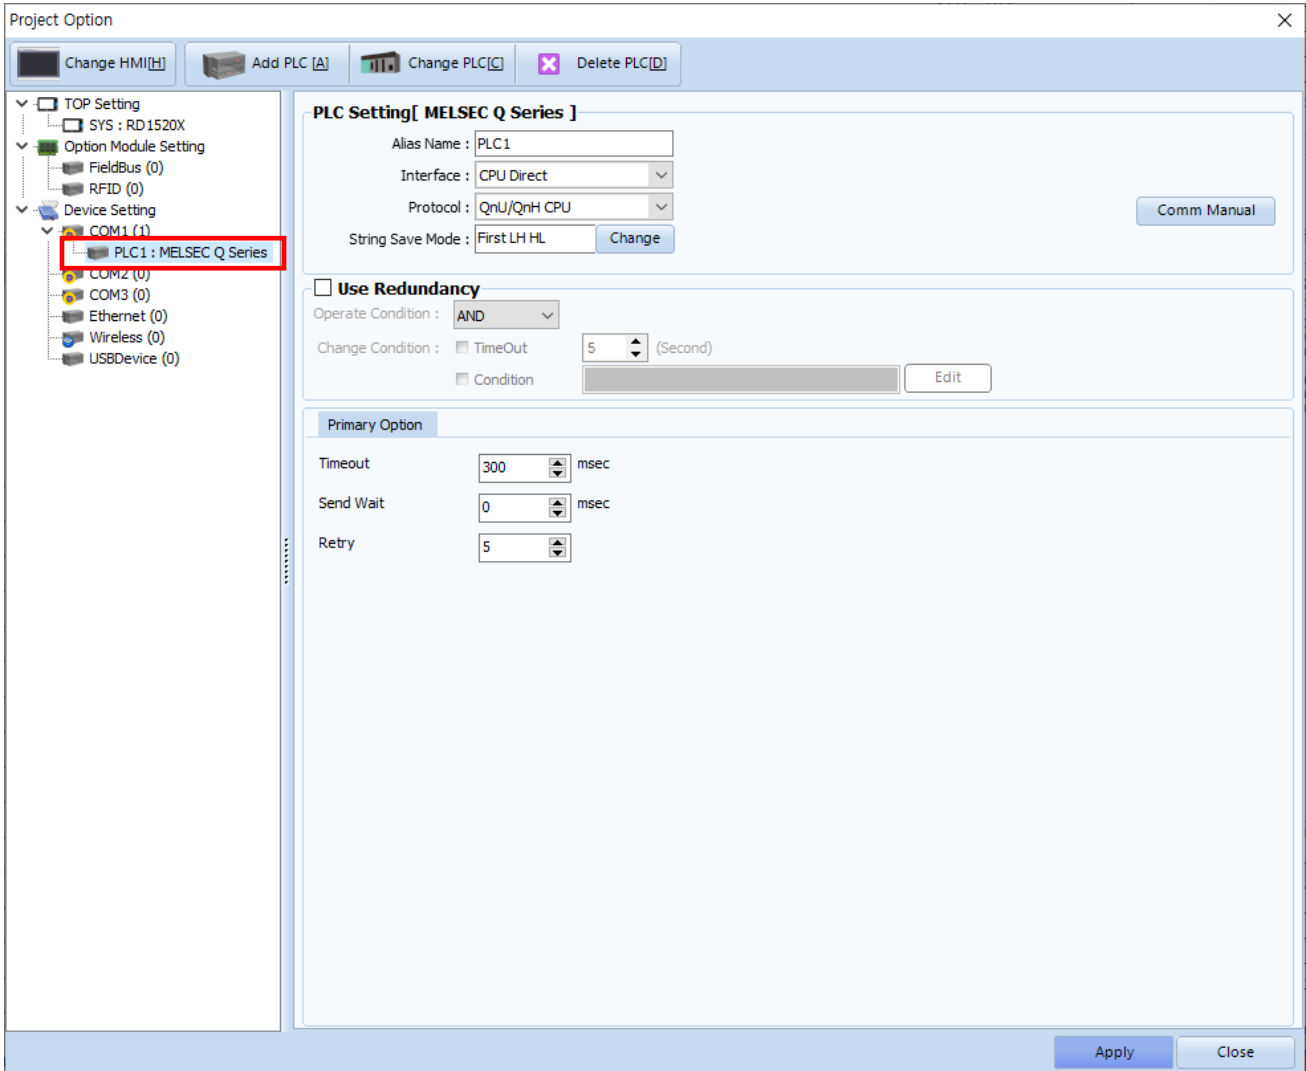 Project Option
Change HMI[H] Add PLC [A] Change PLC[C] Delete PLC[D]
TOP Setting
SYS : RD1520X
Option Module Setting
FieldBus (0)
RFID (0)
Device Setting
COM1 (1)
PLC1 : MELSEC Q Series
COM2 (0)
COM3 (0)
Ethernet (0)
Wireless (0)
USBDevice (0)
PLC Setting[ MELSEC Q Series ]
Alias Name : PLC1
Interface : CPU Direct
Protocol : QnU/QnH CPU
Comm Manual
String Save Mode : First LH HL Change
Use Redundancy
Operate Condition : AND
Change Condition : TimeOut 5 (Second)
Condition Edit
Primary Option
Timeout 300 msec
Send Wait 0 msec
Retry 5
Apply Close